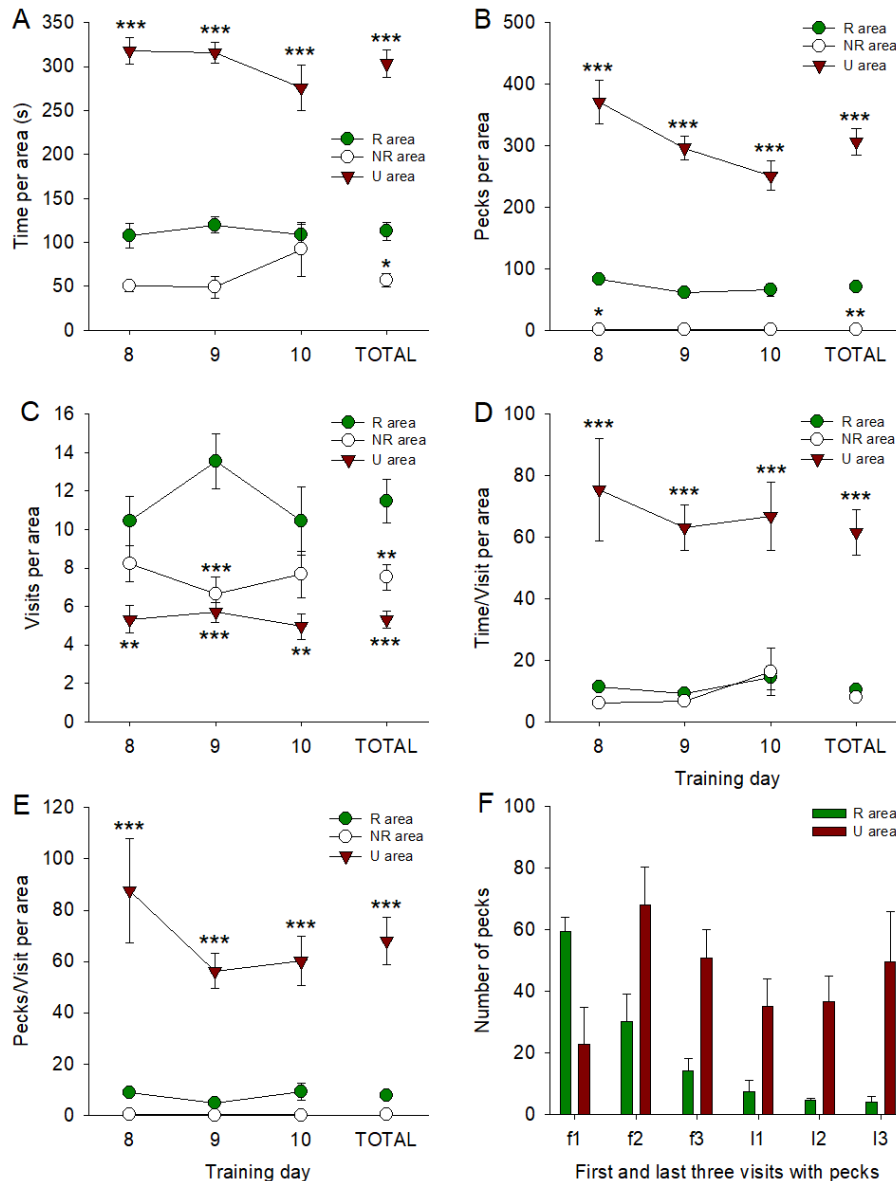 A
Time per area (s)
350
300
250
200
150
100
50
0
*** *** *** ***
*
R area
NR area
U area
8 9 10 TOTAL
B
Pecks per area
500
400
300
200
100
0
*** *** *** ***
* **
R area
NR area
U area
8 9 10 TOTAL
C
Visits per area
16
14
12
10
8
6
4
2
0
R area
NR area
U area
*** **
** *** ** ***
8 9 10 TOTAL
D
Time/Visit per area
100
80
60
40
20
0
R area
NR area
U area
*** *** *** ***
8 9 10 TOTAL
Training day
E
Pecks/Visit per area
120
100
80
60
40
20
0
R area
NR area
U area
*** *** *** ***
8 9 10 TOTAL
Training day
F
Number of pecks
100
80
60
40
20
0
R area
U area
f1 f2 f3 l1 l2 l3
First and last three visits with pecks